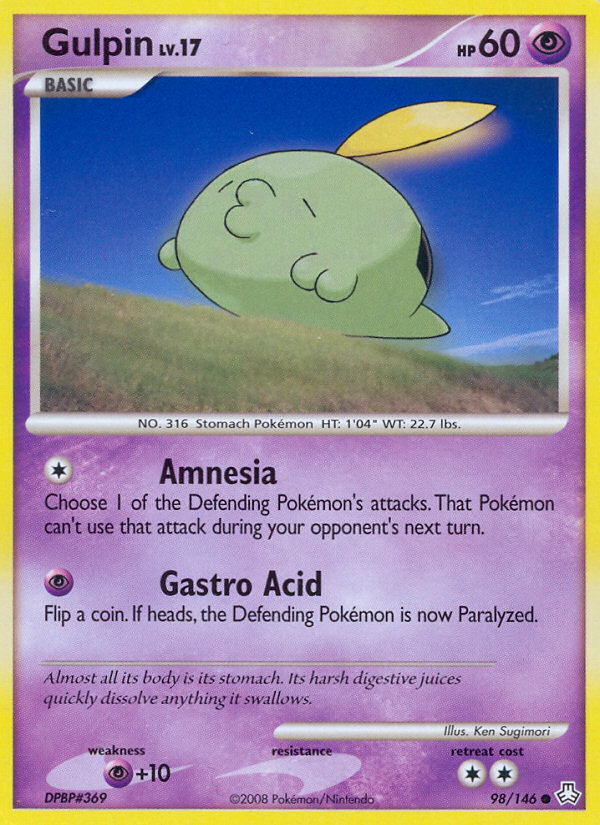 Gulpin LV.17 HP 60
BASIC
NO. 316 Stomach Pokémon HT: 1'04" WT: 22.7 lbs.
Amnesia
Choose 1 of the Defending Pokémon's attacks. That Pokémon
can't use that attack during your opponent's next turn.
Gastro Acid
Flip a coin. If heads, the Defending Pokémon is now Paralyzed.
Almost all its body is its stomach. Its harsh digestive juices
quickly dissolve anything it swallows.
Illus. Ken Sugimori
weakness resistance retreat cost
+10
DPBP#369 ©2008 Pokémon/Nintendo 98/146